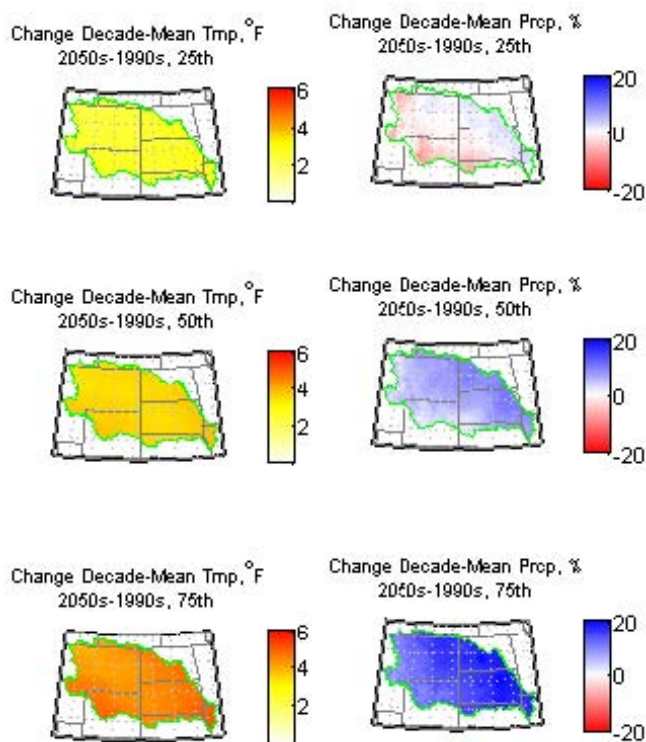 Change Decade-Mean Tmp, °F
2050s-1990s, 25th
6
4
2
Change Decade-Mean Prcp, %
2050s-1990s, 25th
20
0
-20
Change Decade-Mean Tmp, °F
2050s-1990s, 50th
6
4
2
Change Decade-Mean Prcp, %
2050s-1990s, 50th
20
0
-20
Change Decade-Mean Tmp, °F
2050s-1990s, 75th
6
4
2
Change Decade-Mean Prcp, %
2050s-1990s, 75th
20
0
-20